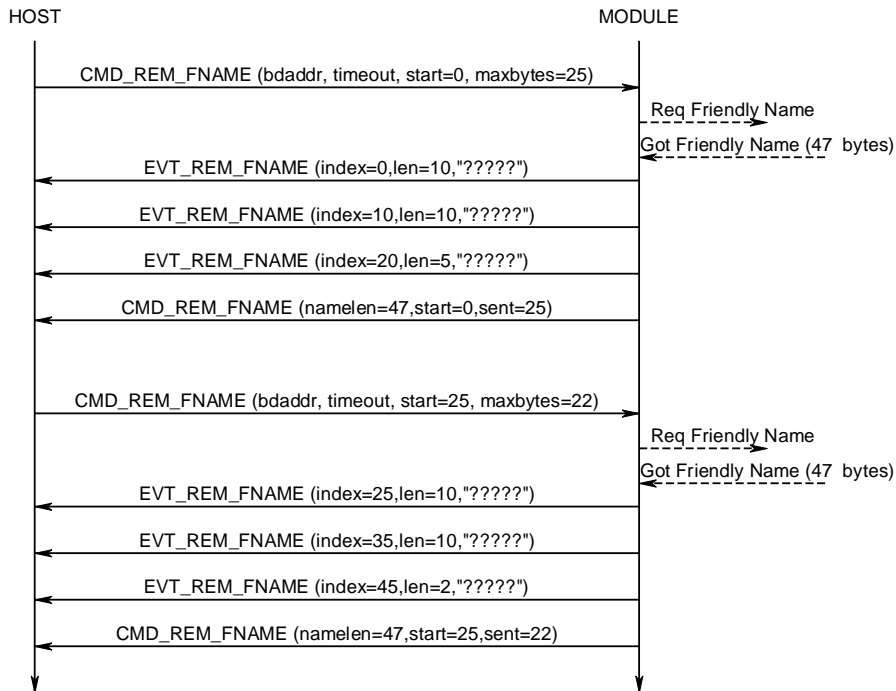 HOST MODULE
CMD_REM_FNAME (bdaddr, timeout, start=0, maxbytes=25)
Req Friendly Name
Got Friendly Name (47 bytes)
EVT_REM_FNAME (index=0,len=10,"?????")
EVT_REM_FNAME (index=10,len=10,"?????")
EVT_REM_FNAME (index=20,len=5,"?????")
CMD_REM_FNAME (namelen=47,start=0,sent=25)
CMD_REM_FNAME (bdaddr, timeout, start=25, maxbytes=22)
Req Friendly Name
Got Friendly Name (47 bytes)
EVT_REM_FNAME (index=25,len=10,"?????")
EVT_REM_FNAME (index=35,len=10,"?????")
EVT_REM_FNAME (index=45,len=2,"?????")
CMD_REM_FNAME (namelen=47,start=25,sent=22)